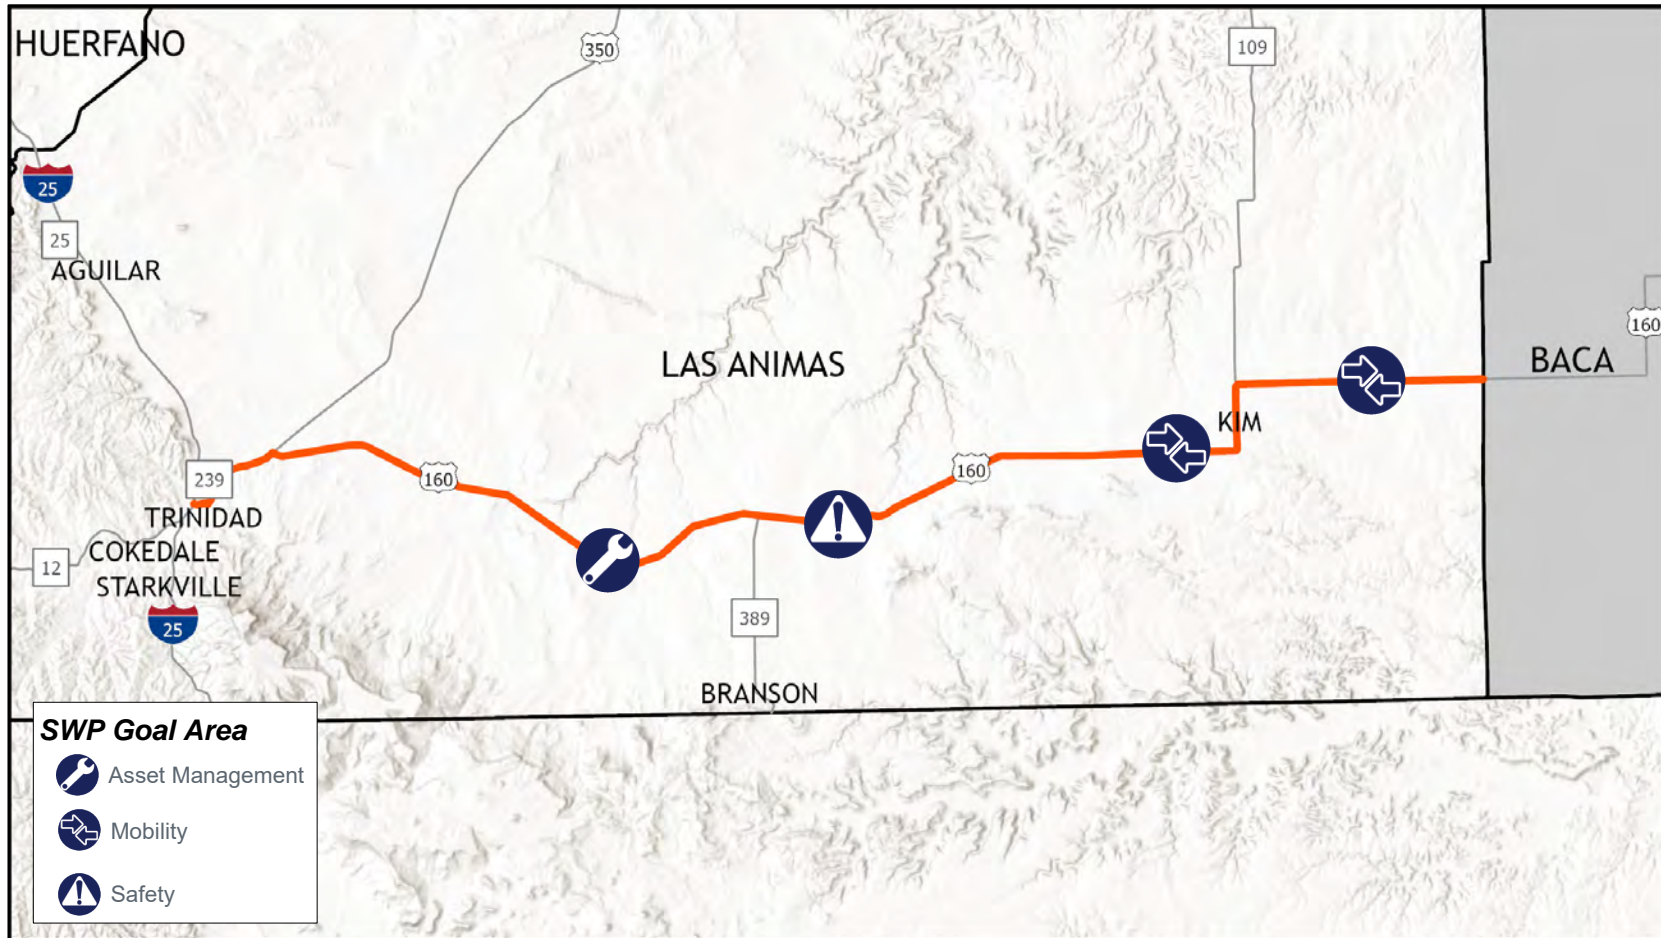 HUERFANO
350
109
25
25
AGUILAR
160
BACA
LAS ANIMAS
KIM
239
160
160
TRINIDAD
COKEDALE
12
STARKVILLE
25
389
BRANSON
SWP Goal Area
Asset Management
Mobility
Safety